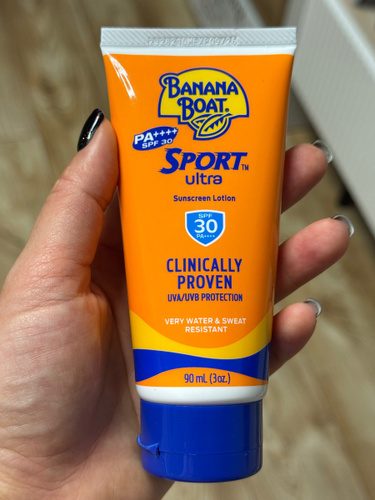 BANANA
BOAT®
PA++++
SPF 30
SPORT™
ultra
Sunscreen Lotion
SPF
30
PA++++
CLINICALLY
PROVEN
UVA/UVB PROTECTION
VERY WATER & SWEAT
RESISTANT
90 mL (3oz.)